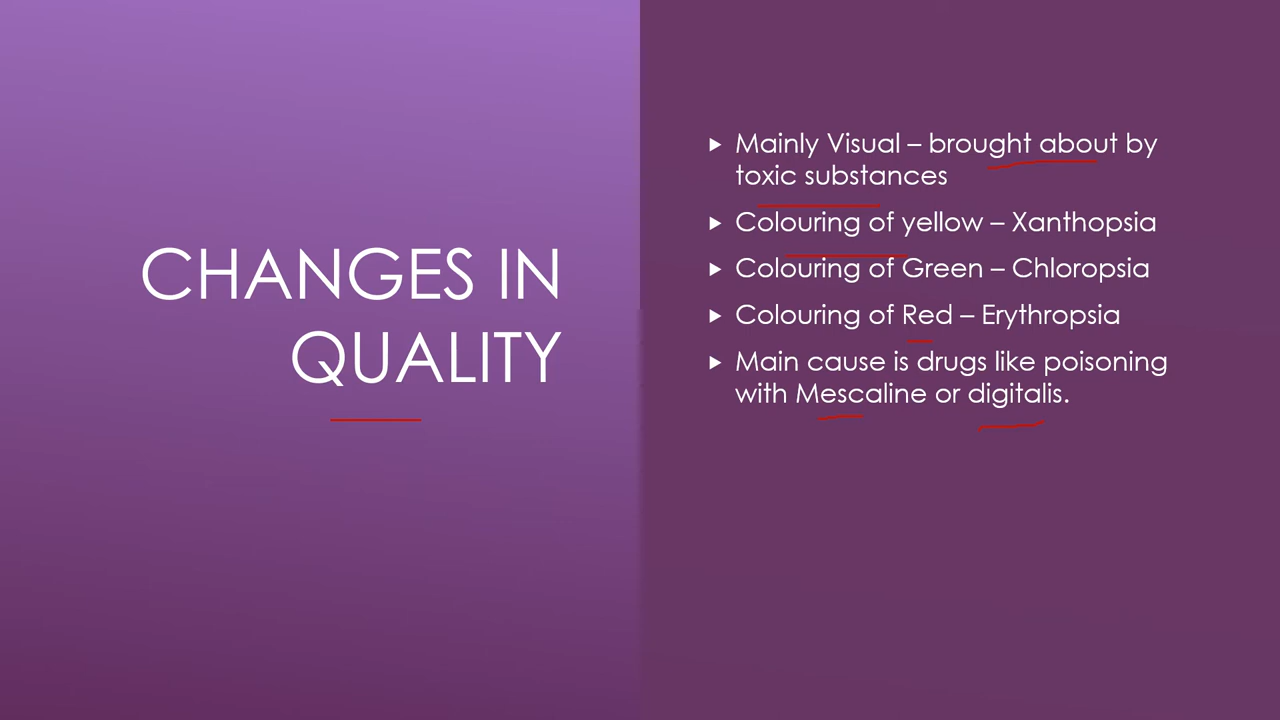 CHANGES IN
QUALITY
Mainly Visual – brought about by
toxic substances
Colouring of yellow – Xanthopsia
Colouring of Green – Chloropsia
Colouring of Red – Erythropsia
Main cause is drugs like poisoning
with Mescaline or digitalis.